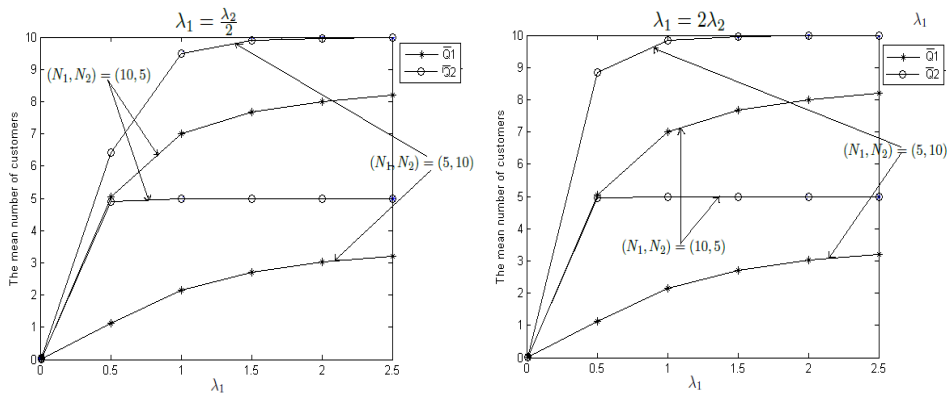 λ₁ = λ₂/2
The mean number of customers
10
9
8
7
6
5
4
3
2
1
0
0 0.5 1.0 1.5 2.0 2.5
λ₁
Q̅1
Q̅2
(N₁, N₂) = (10, 5)
(N₁, N₂) = (5, 10)
λ₁ = 2λ₂
λ₁
The mean number of customers
10
9
8
7
6
5
4
3
2
1
0
0 0.5 1 1.5 2 2.5
λ₁
Q̅1
Q̅2
(N₁, N₂) = (5, 10)
(N₁, N₂) = (10, 5)